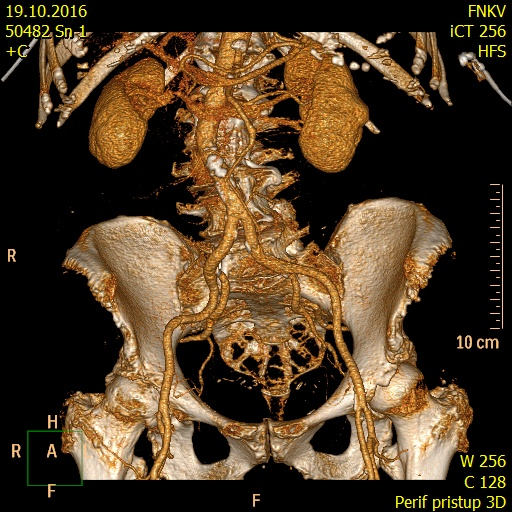 19.10.2016
50482 Sn 1
+C
FNKV
iCT 256
HFS
R
10 cm
H
R A
F
F
W 256
C 128
Perif pristup 3D